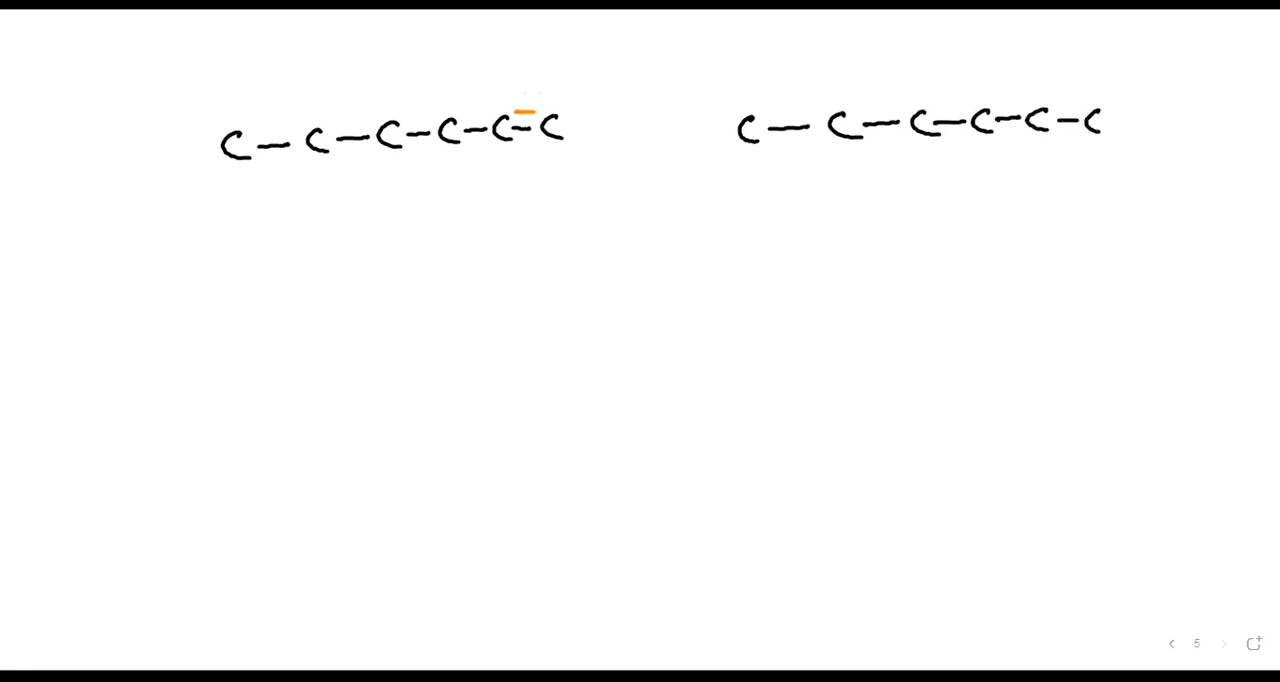 C – C – C – C – C = C C – C – C – C – C – C
5